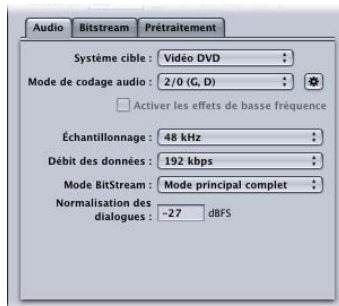 Audio Bitstream Prétraitement
Système cible : Vidéo DVD
Mode de codage audio : 2/0 (G, D)
Activer les effets de basse fréquence
Échantillonnage : 48 kHz
Débit des données : 192 kbps
Mode BitStream : Mode principal complet
Normalisation des
dialogues : -27 dBFS